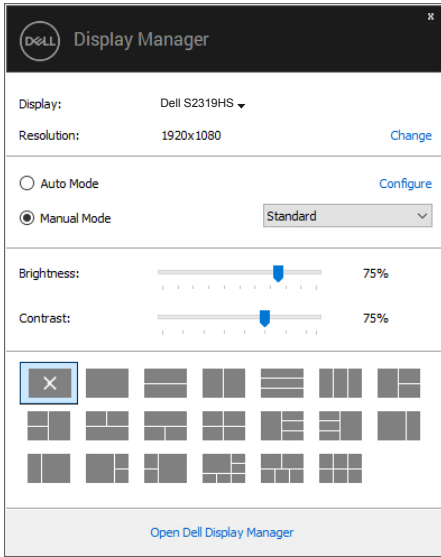 x
DELL Display Manager
Display: Dell S2319HS
Resolution: 1920x1080 Change
Auto Mode Configure
Manual Mode Standard
Brightness: 75%
Contrast: 75%
Open Dell Display Manager